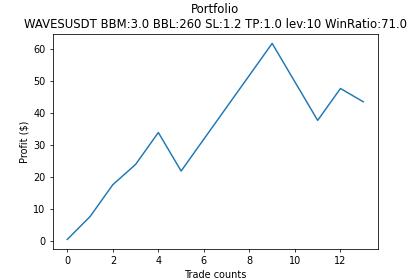 Portfolio
WAVESUSDT BBM:3.0 BBL:260 SL:1.2 TP:1.0 lev:10 WinRatio:71.0
60
50
40
30
20
10
0
Profit ($)
0 2 4 6 8 10 12
Trade counts